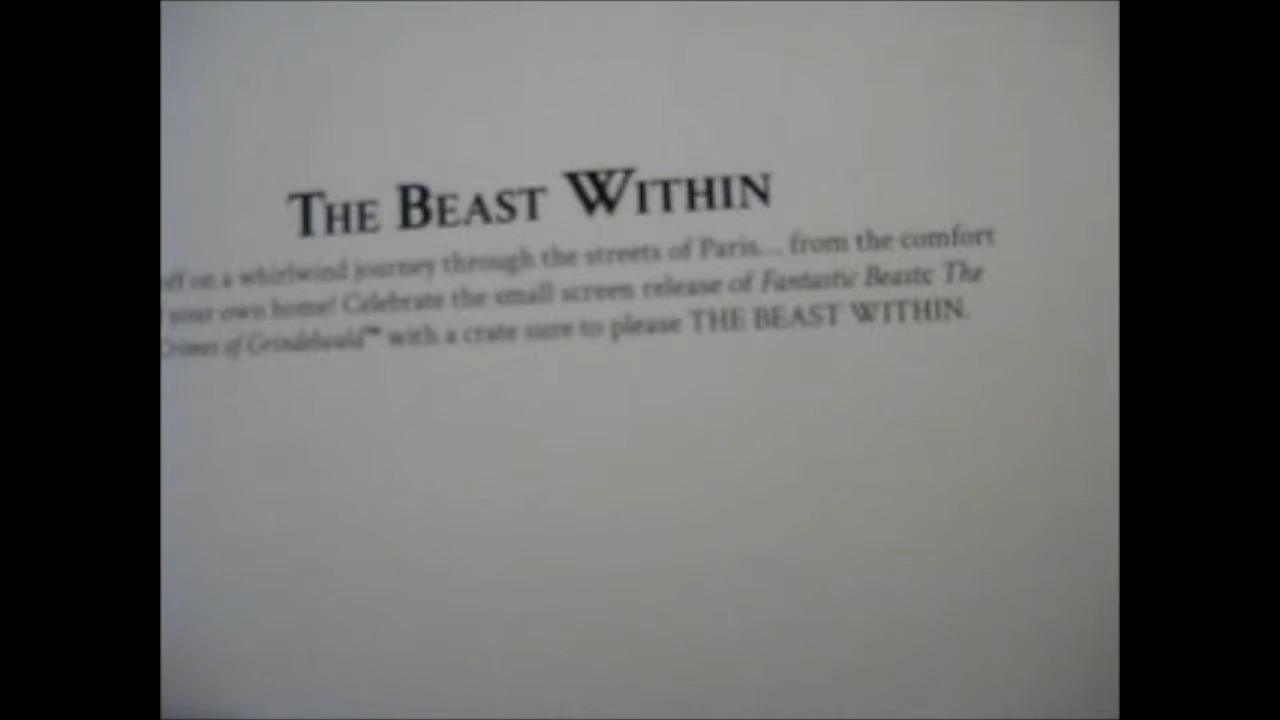 THE BEAST WITHIN
off on a whirlwind journey through the streets of Paris... from the comfort
your own home! Celebrate the small screen release of Fantastic Beasts: The
Crimes of Grindelwald™ with a crate sure to please THE BEAST WITHIN.